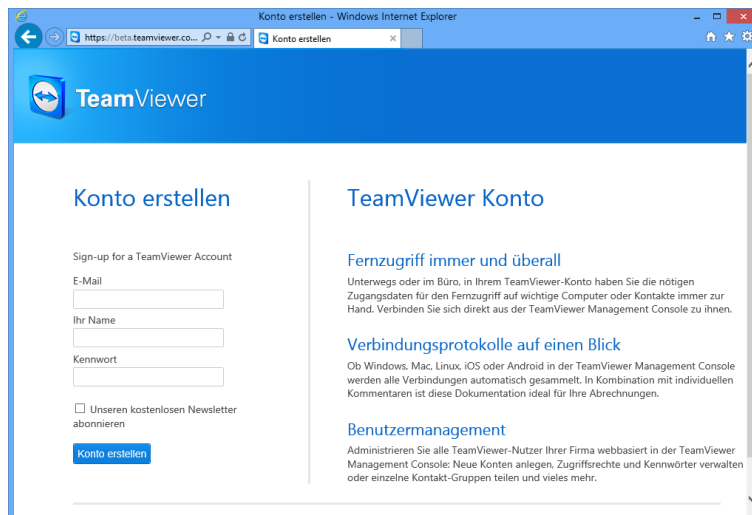 Konto erstellen - Windows Internet Explorer
https://beta.teamviewer.co...
Konto erstellen
TeamViewer
Konto erstellen
Sign-up for a TeamViewer Account
E-Mail
Ihr Name
Kennwort
Unseren kostenlosen Newsletter
abonnieren
Konto erstellen
TeamViewer Konto
Fernzugriff immer und überall
Unterwegs oder im Büro, in Ihrem TeamViewer-Konto haben Sie die nötigen
Zugangsdaten für den Fernzugriff auf wichtige Computer oder Kontakte immer zur
Hand. Verbinden Sie sich direkt aus der TeamViewer Management Console zu ihnen.
Verbindungsprotokolle auf einen Blick
Ob Windows, Mac, Linux, iOS oder Android in der TeamViewer Management Console
werden alle Verbindungen automatisch gesammelt. In Kombination mit individuellen
Kommentaren ist diese Dokumentation ideal für Ihre Abrechnungen.
Benutzermanagement
Administrieren Sie alle TeamViewer-Nutzer Ihrer Firma webbasiert in der TeamViewer
Management Console: Neue Konten anlegen, Zugriffsrechte und Kennwörter verwalten
oder einzelne Kontakt-Gruppen teilen und vieles mehr.